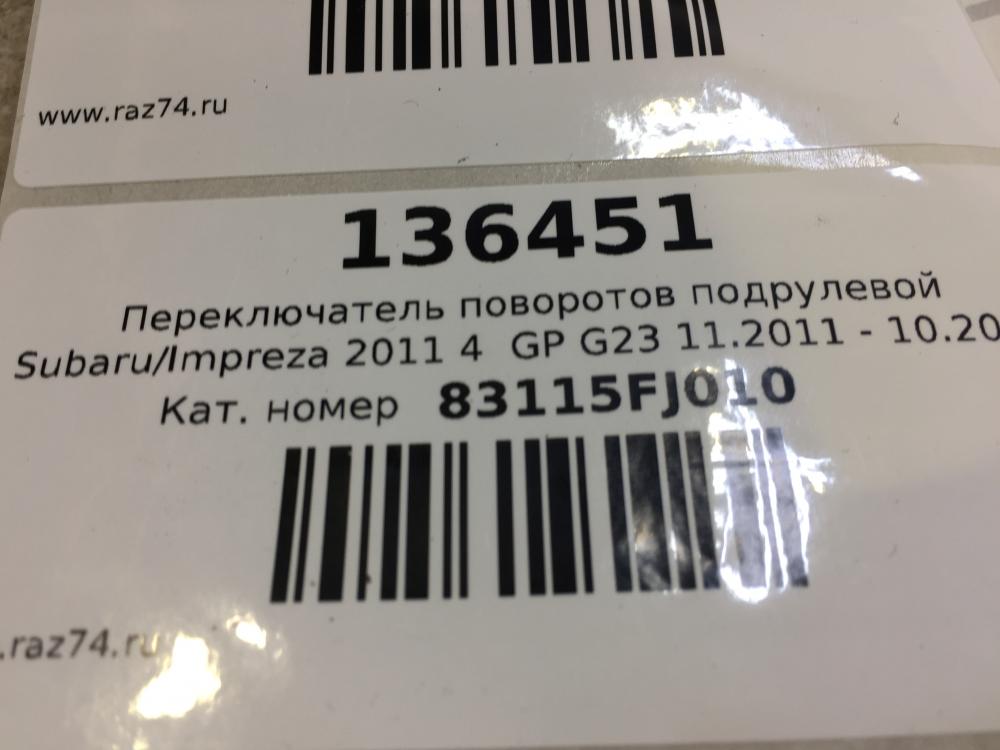 www.raz74.ru
136451
Переключатель поворотов подрулевой
Subaru/Impreza 2011 4 GP G23 11.2011 - 10.20
Кат. номер 83115FJ010
.raz74.ru